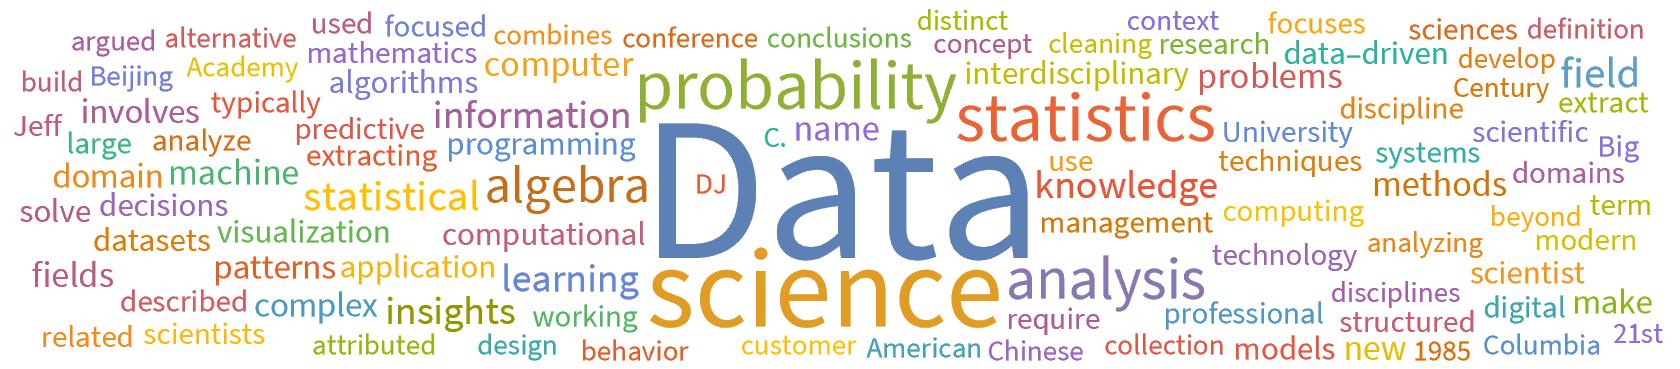 distinct
used focused context focuses
argued alternative combines conference conclusions sciences definition
mathematics concept cleaning research data–driven develop
build Beijing Academy algorithms computer probability interdisciplinary problems Century field
involves typically information statistics discipline extract
Jeff predictive C. name University scientific
large analyze extracting programming use techniques systems Big
domain machine statistical algebra DJ Data knowledge methods domains
solve decisions management computing beyond term
datasets visualization computational technology analyzing modern
fields patterns application learning science analysis scientist
described complex insights working require professional disciplines digital make
related scientists attributed design behavior customer American Chinese collection models structured new 1985 Columbia 21st